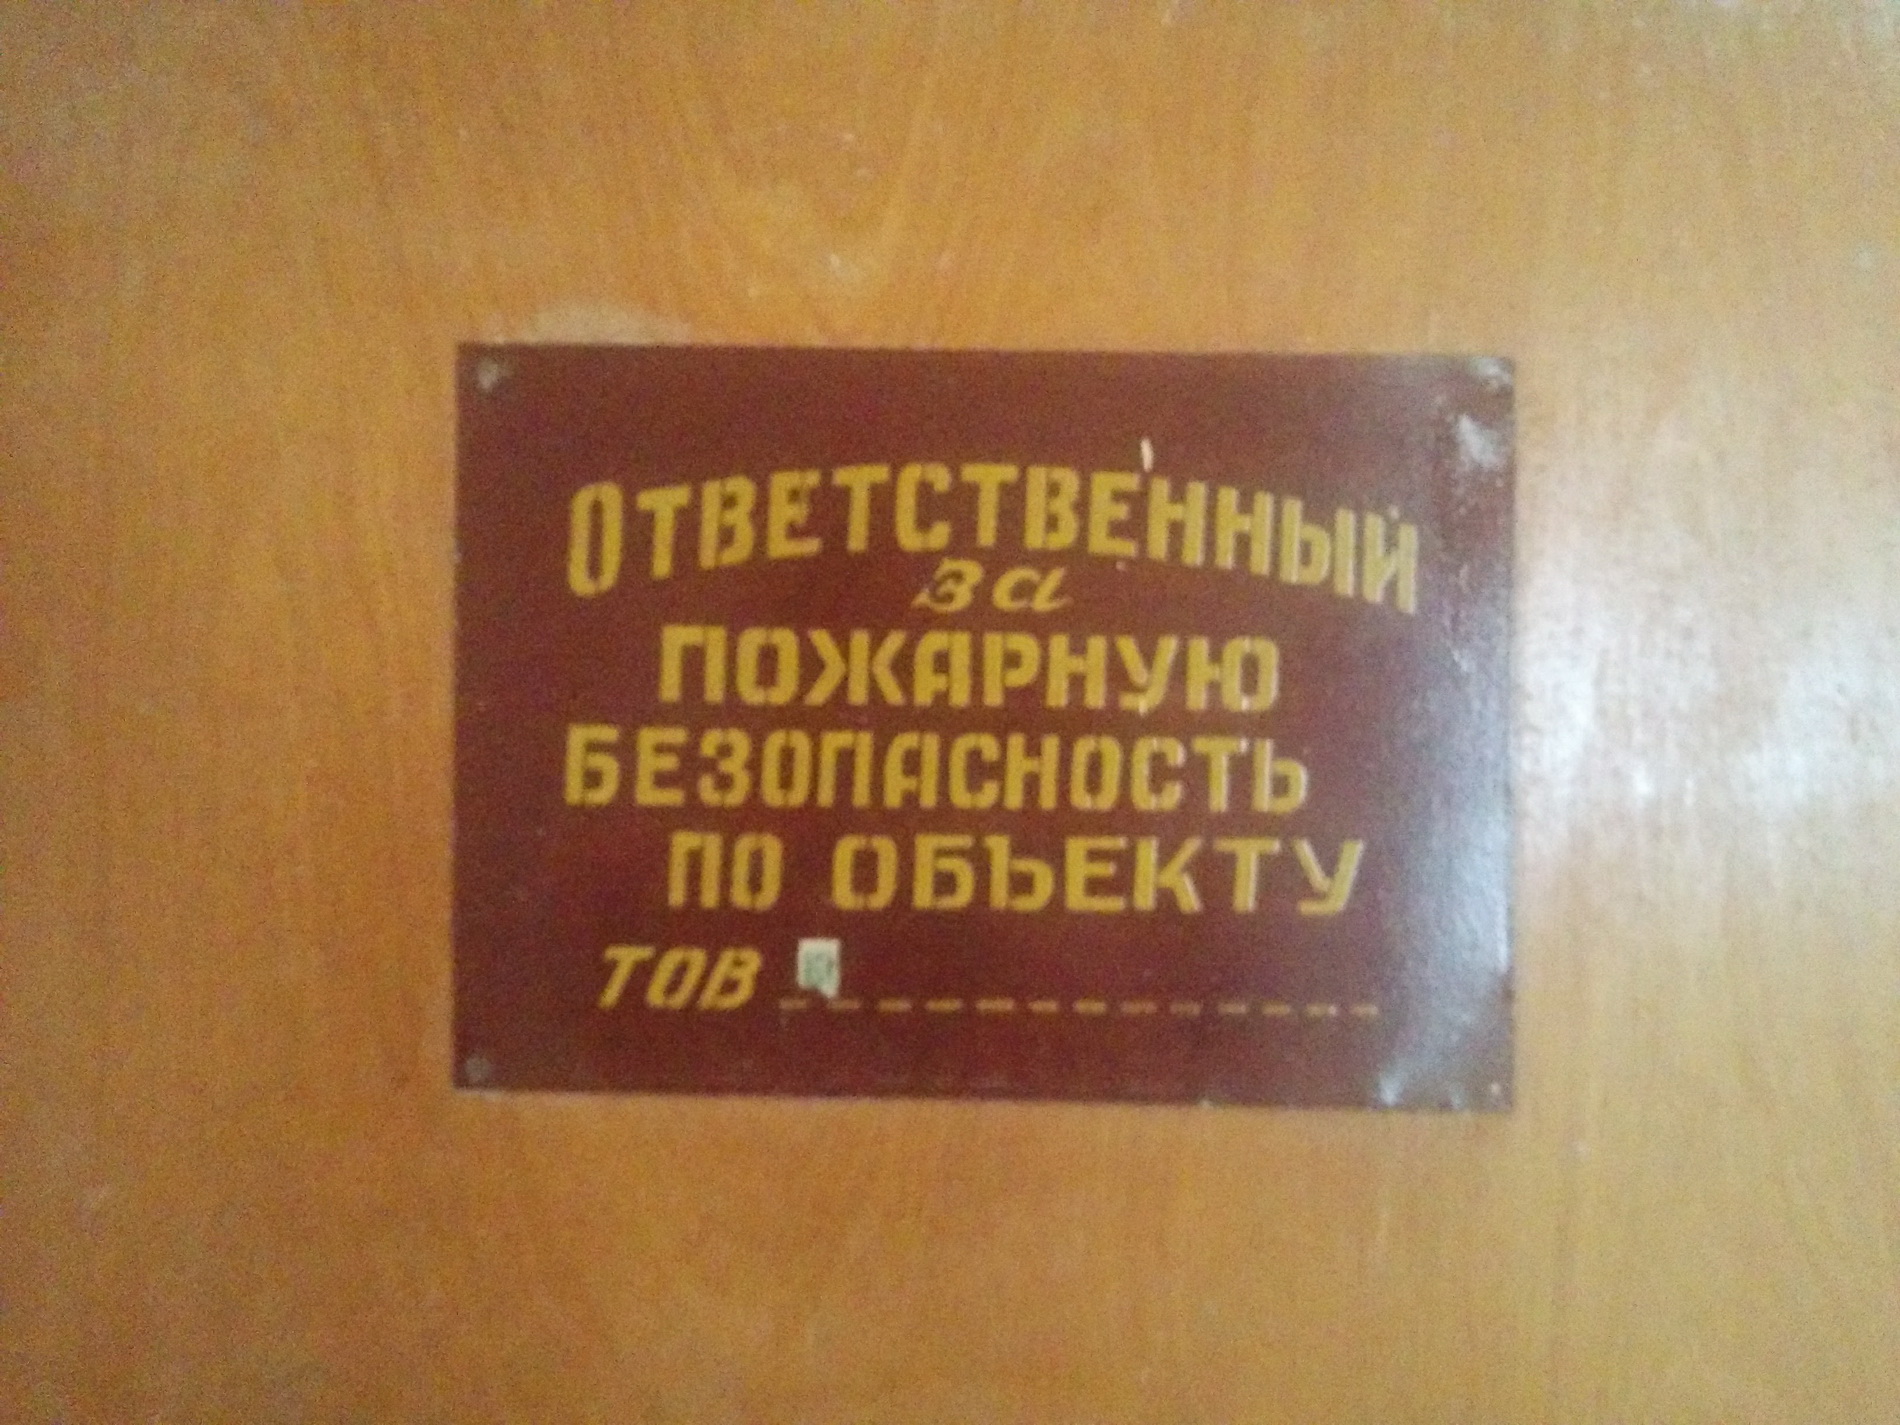 ОТВЕТСТВЕННЫЙ
за
ПОЖАРНУЮ
БЕЗОПАСНОСТЬ
ПО ОБЪЕКТУ
ТОВ